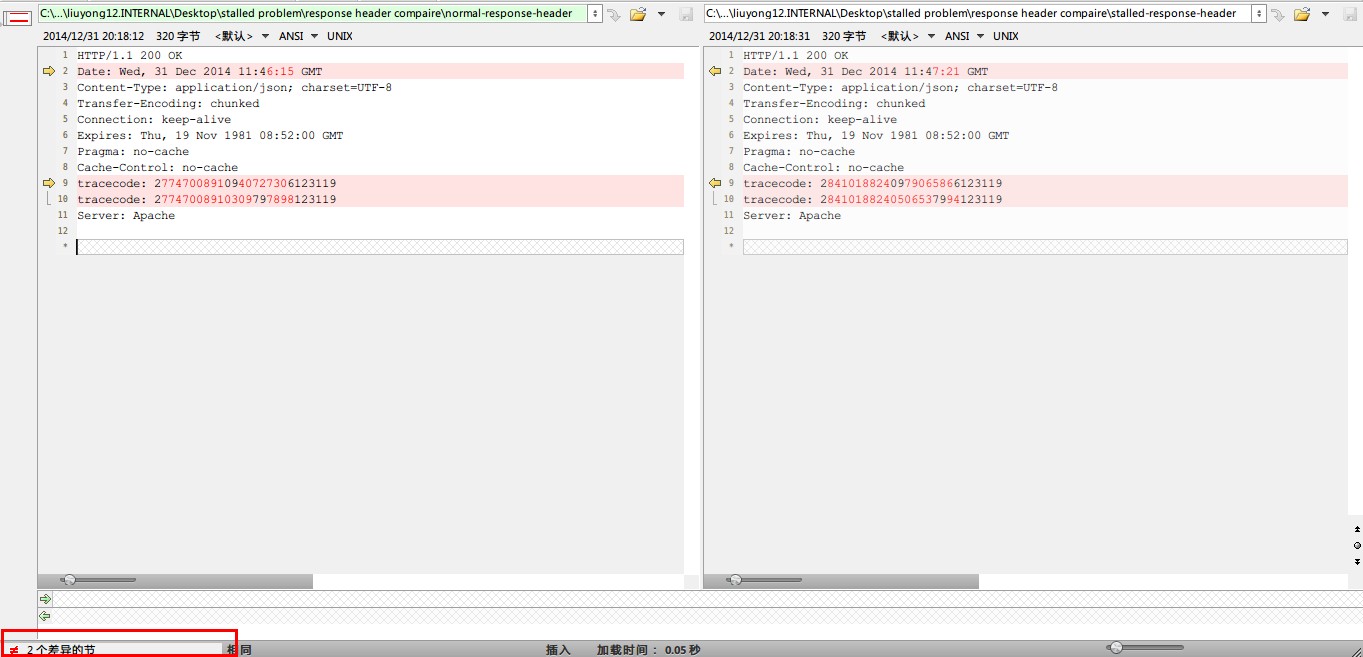 C:\...\liuyong12.INTERNAL\Desktop\stalled problem\response header compaire\normal-response-header
2014/12/31 20:18:12 320 字节 <默认> ANSI UNIX
1 HTTP/1.1 200 OK
2 Date: Wed, 31 Dec 2014 11:46:15 GMT
3 Content-Type: application/json; charset=UTF-8
4 Transfer-Encoding: chunked
5 Connection: keep-alive
6 Expires: Thu, 19 Nov 1981 08:52:00 GMT
7 Pragma: no-cache
8 Cache-Control: no-cache
9 tracecode: 27747008910940727306123119
10 tracecode: 27747008910309797898123119
11 Server: Apache
12
*
C:\...\liuyong12.INTERNAL\Desktop\stalled problem\response header compaire\stalled-response-header
2014/12/31 20:18:31 320 字节 <默认> ANSI UNIX
1 HTTP/1.1 200 OK
2 Date: Wed, 31 Dec 2014 11:47:21 GMT
3 Content-Type: application/json; charset=UTF-8
4 Transfer-Encoding: chunked
5 Connection: keep-alive
6 Expires: Thu, 19 Nov 1981 08:52:00 GMT
7 Pragma: no-cache
8 Cache-Control: no-cache
9 tracecode: 28410188240979065866123119
10 tracecode: 28410188240506537994123119
11 Server: Apache
12
*
≠ 2 个差异的节 相同 插入 加载时间 : 0.05 秒